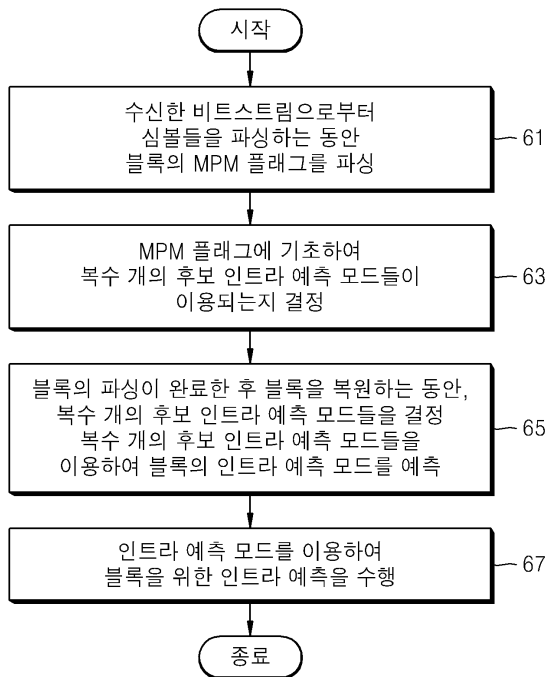 시작
수신한 비트스트림으로부터
심볼들을 파싱하는 동안
블록의 MPM 플래그를 파싱
61
MPM 플래그에 기초하여
복수 개의 후보 인트라 예측 모드들이
이용되는지 결정
63
블록의 파싱이 완료한 후 블록을 복원하는 동안,
복수 개의 후보 인트라 예측 모드들을 결정
복수 개의 후보 인트라 예측 모드들을
이용하여 블록의 인트라 예측 모드를 예측
65
인트라 예측 모드를 이용하여
블록을 위한 인트라 예측을 수행
67
종료